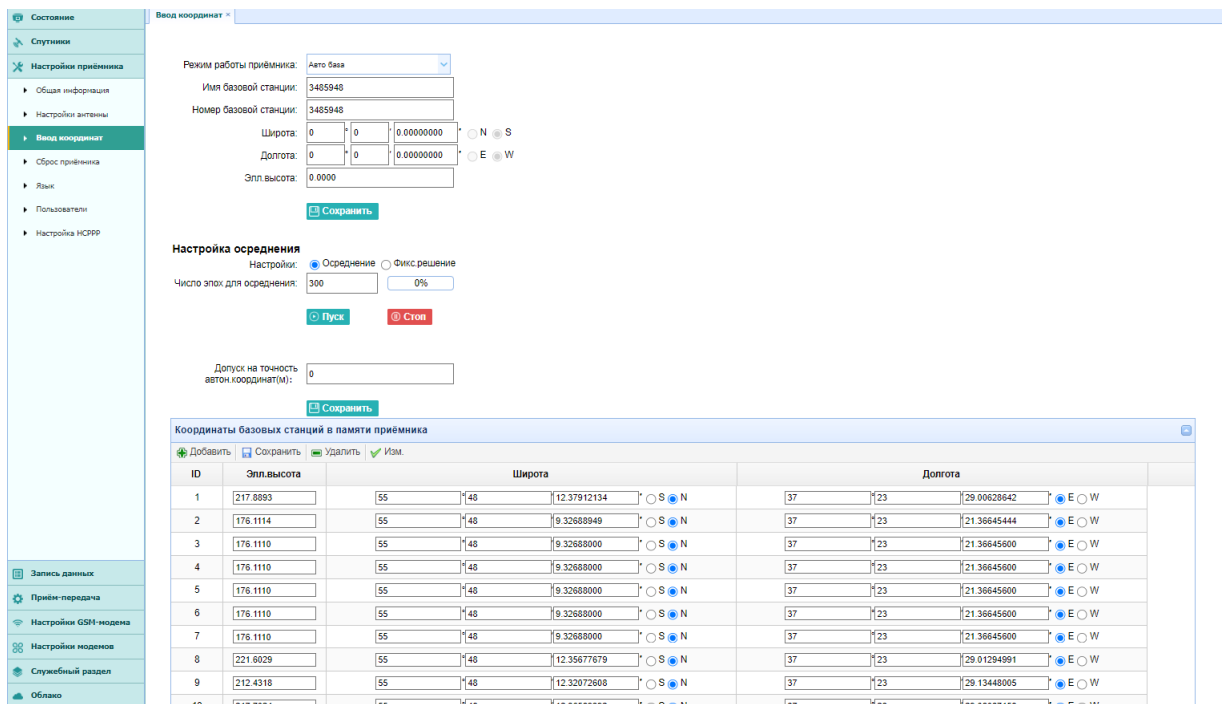 Состояние
Спутники
Настройки приёмника
Общая информация
Настройки антенны
Ввод координат
Сброс приёмника
Язык
Пользователи
Настройка HCPPP
Запись данных
Приём-передача
Настройки GSM-модема
Настройки модемов
Служебный раздел
Облако
Ввод координат ×
Режим работы приёмника: Авто база
Имя базовой станции: 3485948
Номер базовой станции: 3485948
Широта: 0 ° 0 ' 0.00000000 " N S
Долгота: 0 ° 0 ' 0.00000000 " E W
Элл.высота: 0.0000
Сохранить
Настройка осреднения
Настройки: Осреднение Фикс.решение
Число эпох для осреднения: 300 0%
Пуск Стоп
Допуск на точность
автон.координат(м): 0
Сохранить
Координаты базовых станций в памяти приёмника
Добавить Сохранить Удалить Изм.
ID Элл.высота Широта Долгота
1 217.8893 55 ° 48 ' 12.37912134 " S N 37 ° 23 ' 29.00628642 " E W
2 176.1114 55 ° 48 ' 9.32688949 " S N 37 ° 23 ' 21.36645444 " E W
3 176.1110 55 ° 48 ' 9.32688000 " S N 37 ° 23 ' 21.36645600 " E W
4 176.1110 55 ° 48 ' 9.32688000 " S N 37 ° 23 ' 21.36645600 " E W
5 176.1110 55 ° 48 ' 9.32688000 " S N 37 ° 23 ' 21.36645600 " E W
6 176.1110 55 ° 48 ' 9.32688000 " S N 37 ° 23 ' 21.36645600 " E W
7 176.1110 55 ° 48 ' 9.32688000 " S N 37 ° 23 ' 21.36645600 " E W
8 221.6029 55 ° 48 ' 12.35677679 " S N 37 ° 23 ' 29.01294991 " E W
9 212.4318 55 ° 48 ' 12.32072608 " S N 37 ° 23 ' 29.13448005 " E W